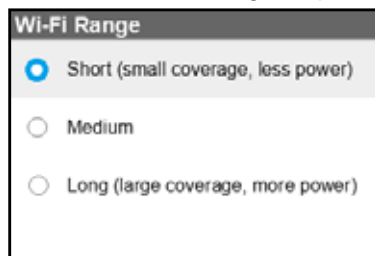 Wi-Fi Range
Short (small coverage, less power)
Medium
Long (large coverage, more power)